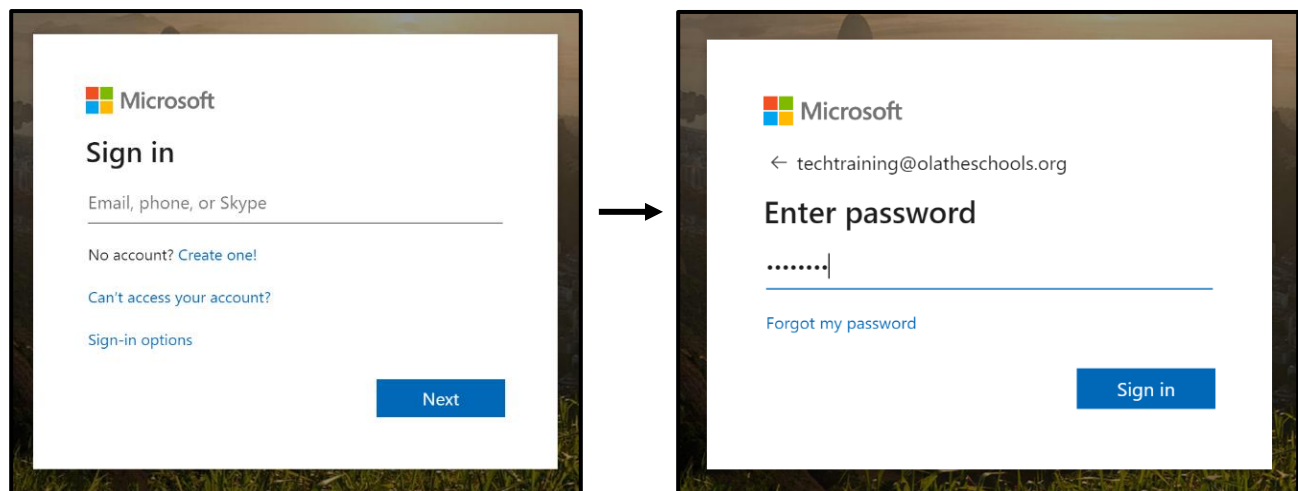 Microsoft
Sign in
Email, phone, or Skype
No account? Create one!
Can't access your account?
Sign-in options
Next
Microsoft
← techtraining@olatheschools.org
Enter password
••••••••
Forgot my password
Sign in